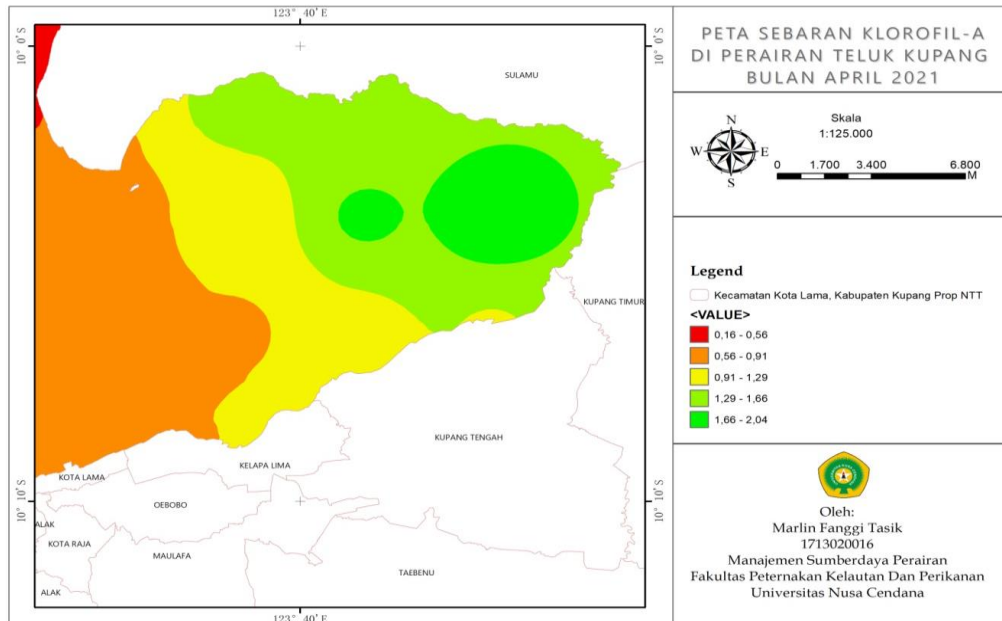 123° 40' E
10° 0'S
10° 0'S
SULAMU
KUPANG TIMUR
KUPANG TENGAH
KELAPA LIMA
KOTA LAMA
OEBOBO
ALAK
KOTA RAJA
MAULAFA
TAEBENU
ALAK
10° 10'S
10° 10'S
123° 40' E
PETA SEBARAN KLOROFIL-A
DI PERAIRAN TELUK KUPANG
BULAN APRIL 2021
N
W
E
S
Skala
1:125.000
0 1.700 3.400 6.800
M
Legend
Kecamatan Kota Lama, Kabupaten Kupang Prop NTT
<VALUE>
0,16 - 0,56
0,56 - 0,91
0,91 - 1,29
1,29 - 1,66
1,66 - 2,04
Oleh:
Marlin Fanggi Tasik
1713020016
Manajemen Sumberdaya Perairan
Fakultas Peternakan Kelautan Dan Perikanan
Universitas Nusa Cendana